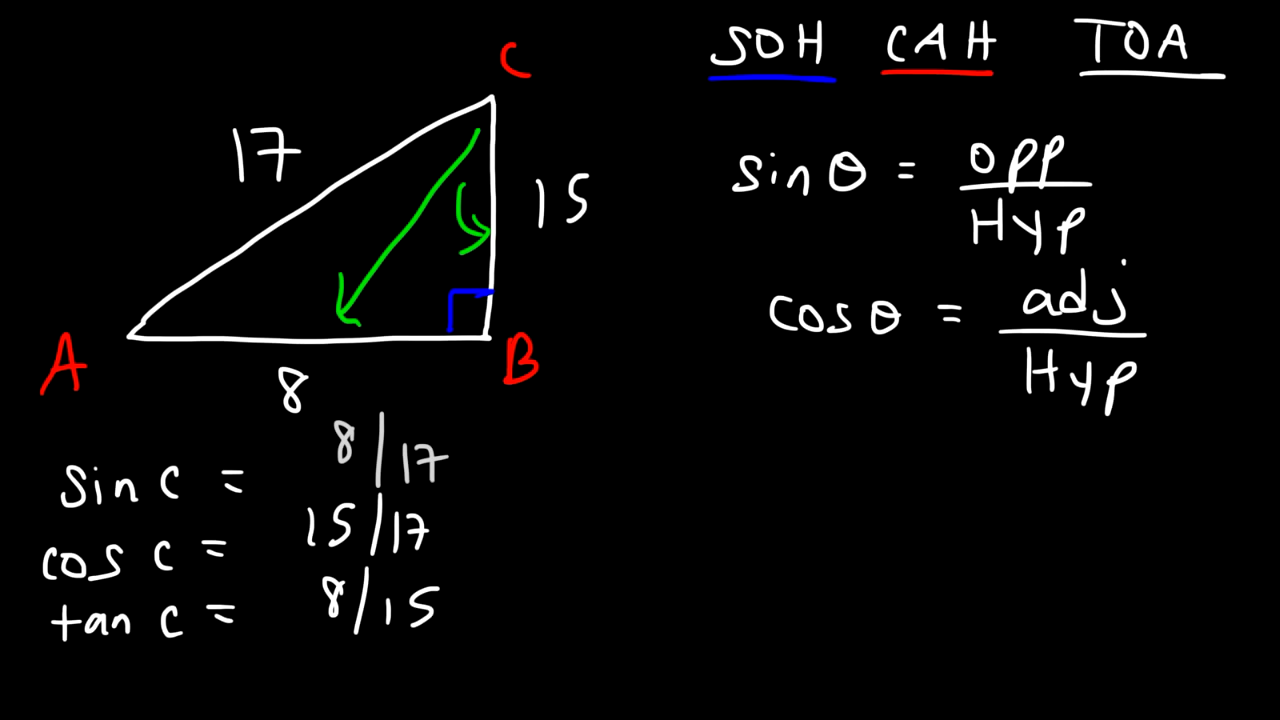 SOH CAH TOA
C
17
15
A
B
8
sin θ = opp / Hyp
cos θ = adj / Hyp
sin C = 8/17
cos C = 15/17
tan C = 8/15